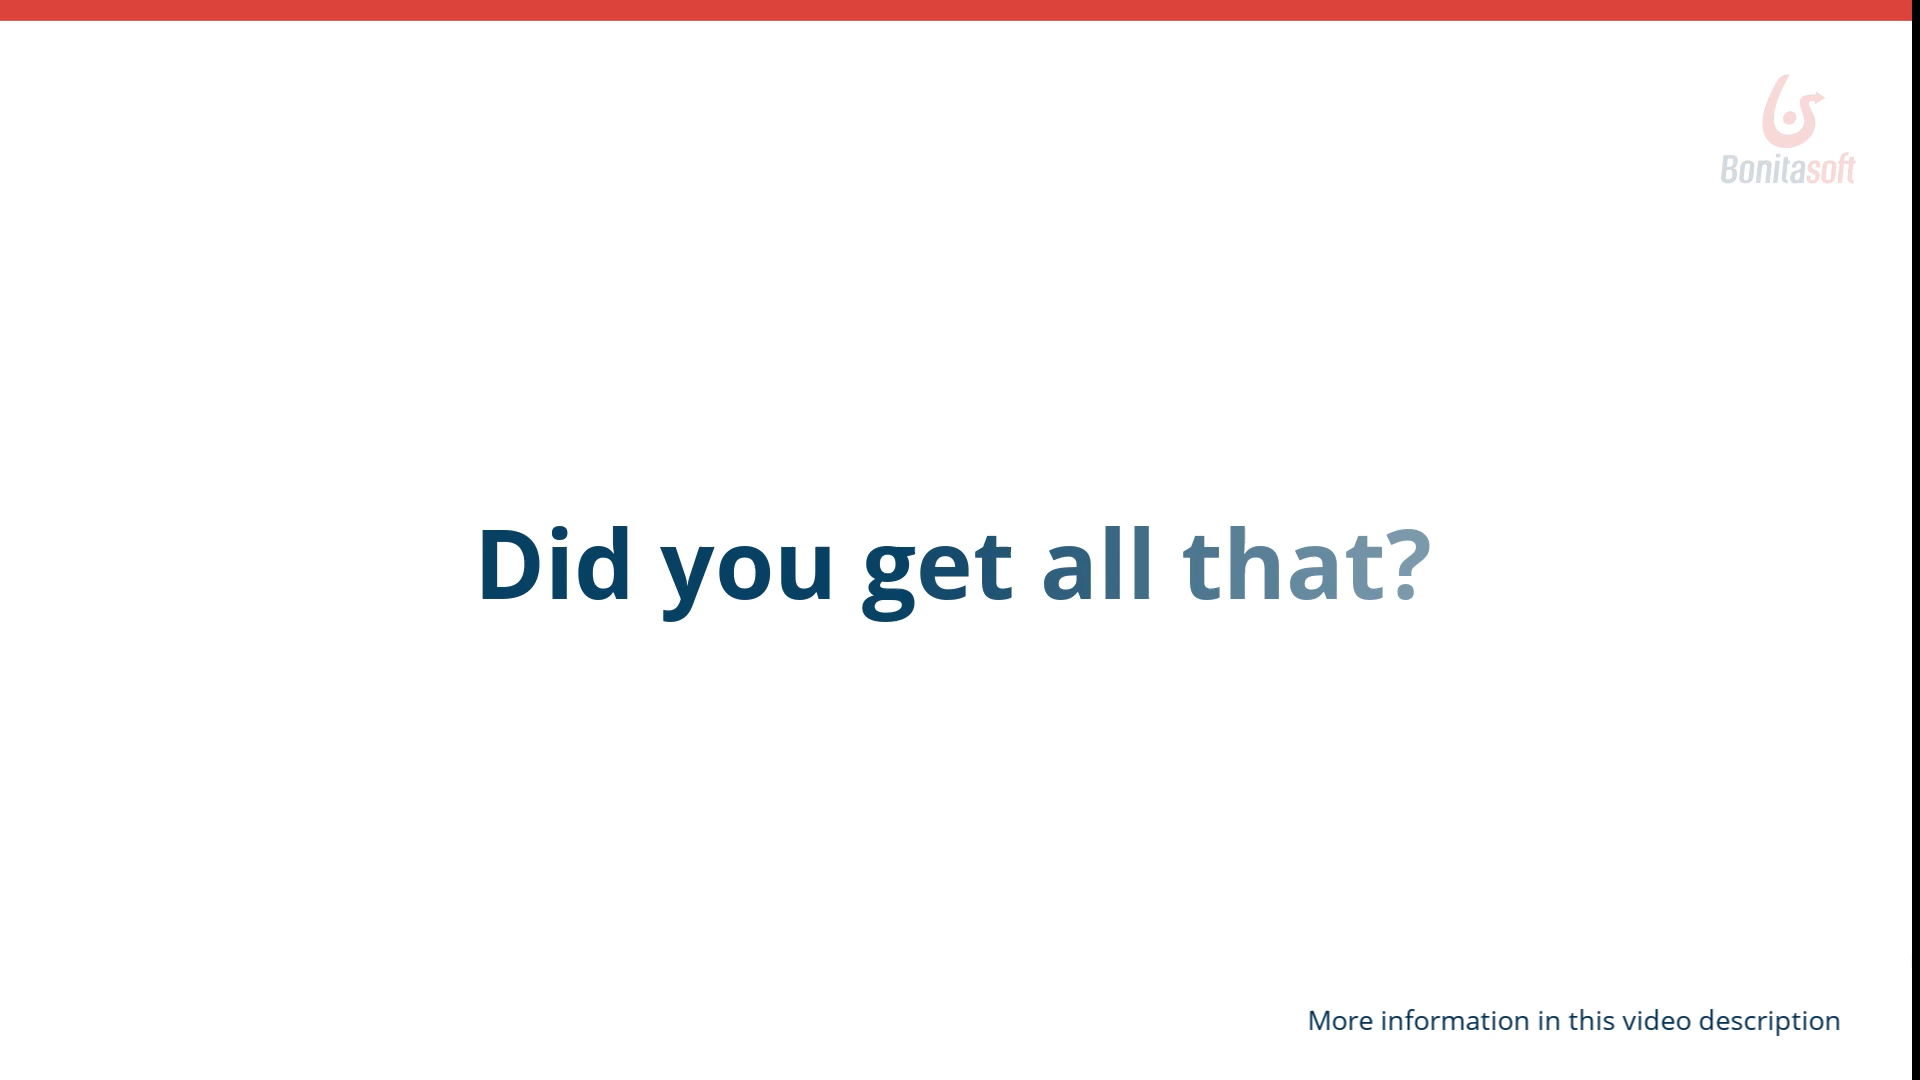 Bonitasoft
Did you get all that?
More information in this video description